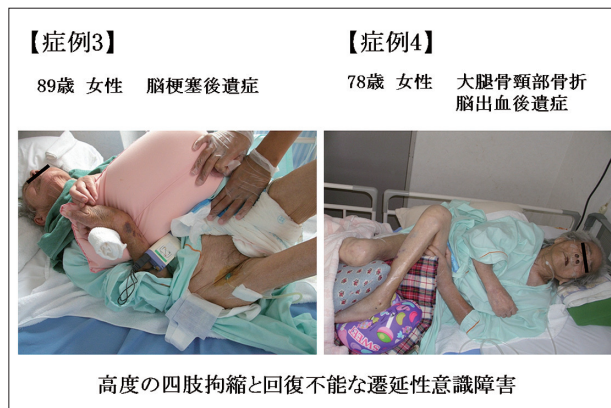 【症例3】
89歳 女性 脳梗塞後遺症
【症例4】
78歳 女性 大腿骨頸部骨折
脳出血後遺症
SWEET
高度の四肢拘縮と回復不能な遷延性意識障害